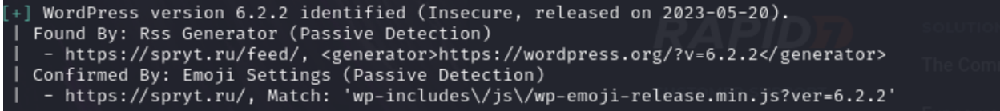 [+] WordPress version 6.2.2 identified (Insecure, released on 2023-05-20).
| Found By: Rss Generator (Passive Detection)
|  - https://spryt.ru/feed/, <generator>https://wordpress.org/?v=6.2.2</generator>
| Confirmed By: Emoji Settings (Passive Detection)
|  - https://spryt.ru/, Match: 'wp-includes\/js\/wp-emoji-release.min.js?ver=6.2.2'
RAPID7
SOLUTION
The Com